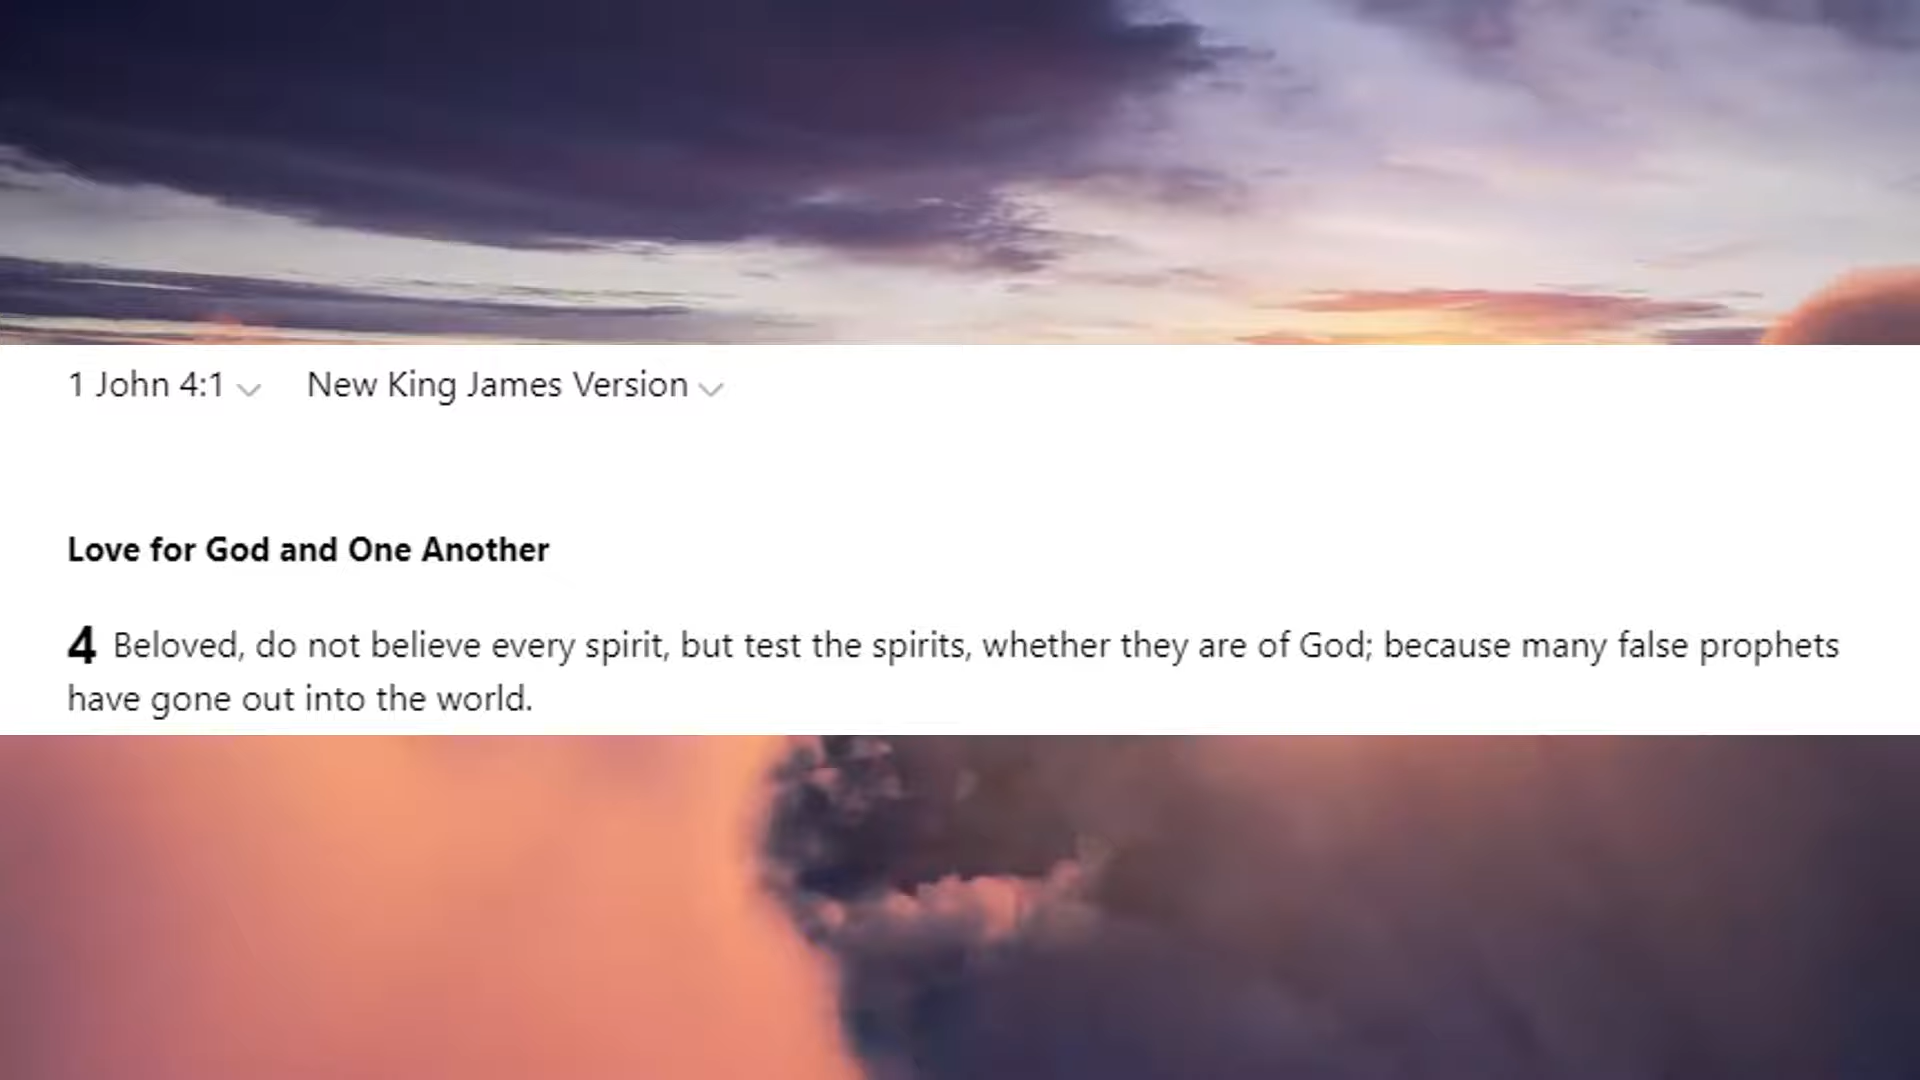 1 John 4:1 New King James Version
Love for God and One Another
4 Beloved, do not believe every spirit, but test the spirits, whether they are of God; because many false prophets
have gone out into the world.